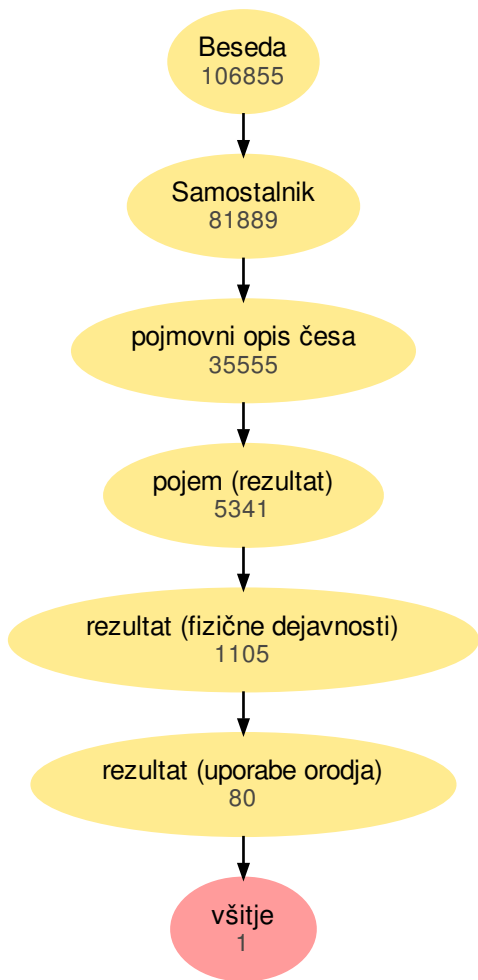 Beseda
106855
Samostalnik
81889
pojmovni opis česa
35555
pojem (rezultat)
5341
rezultat (fizične dejavnosti)
1105
rezultat (uporabe orodja)
80
všitje
1